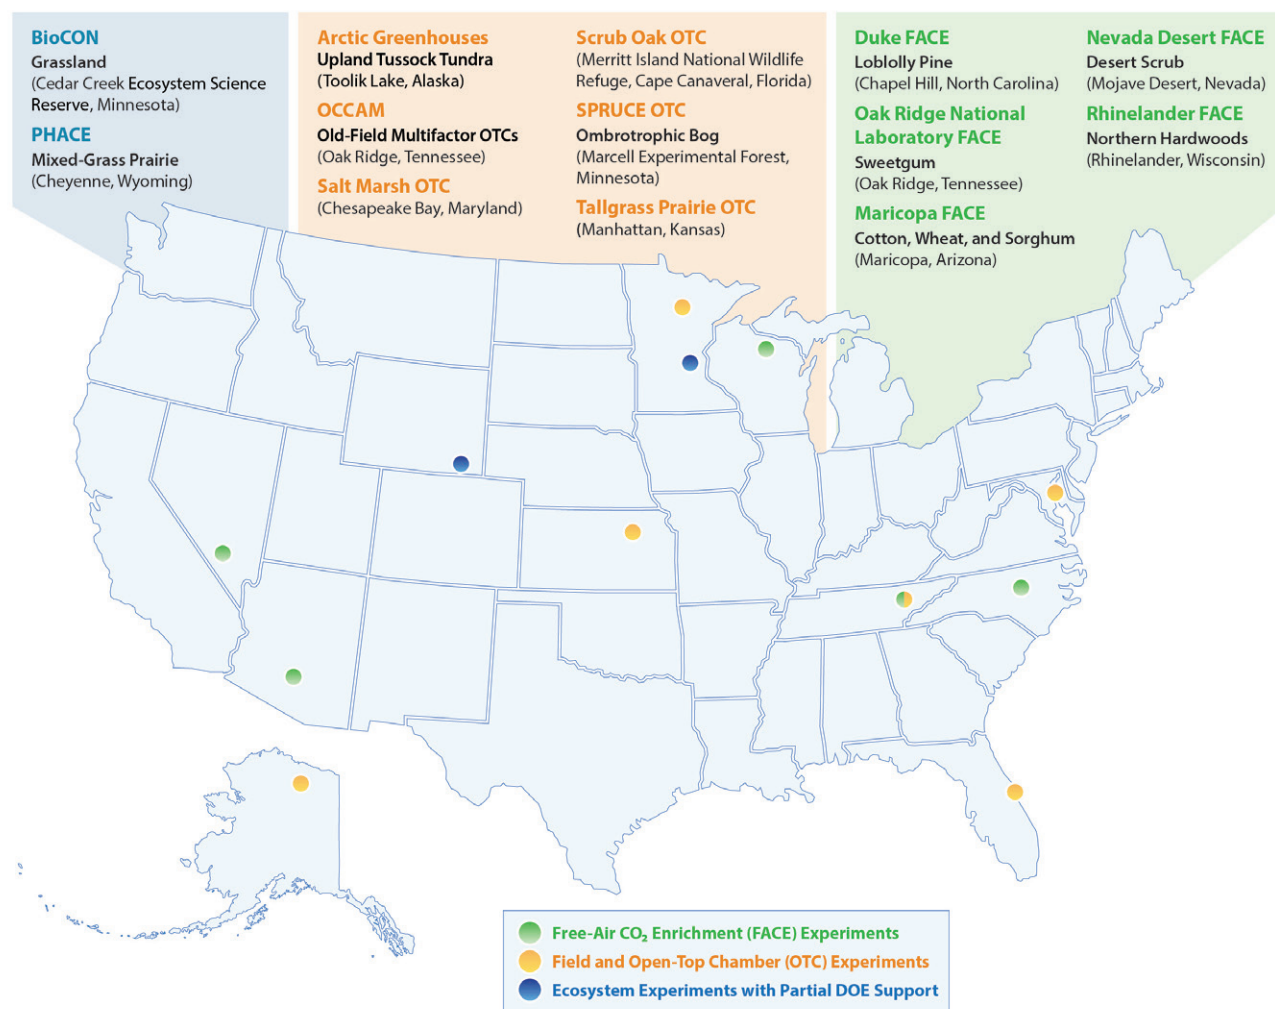 BioCON
Grassland
(Cedar Creek Ecosystem Science
Reserve, Minnesota)
PHACE
Mixed-Grass Prairie
(Cheyenne, Wyoming)
Arctic Greenhouses
Upland Tussock Tundra
(Toolik Lake, Alaska)
OCCAM
Old-Field Multifactor OTCs
(Oak Ridge, Tennessee)
Salt Marsh OTC
(Chesapeake Bay, Maryland)
Scrub Oak OTC
(Merritt Island National Wildlife
Refuge, Cape Canaveral, Florida)
SPRUCE OTC
Ombrotrophic Bog
(Marcell Experimental Forest,
Minnesota)
Tallgrass Prairie OTC
(Manhattan, Kansas)
Duke FACE
Loblolly Pine
(Chapel Hill, North Carolina)
Oak Ridge National
Laboratory FACE
Sweetgum
(Oak Ridge, Tennessee)
Maricopa FACE
Cotton, Wheat, and Sorghum
(Maricopa, Arizona)
Nevada Desert FACE
Desert Scrub
(Mojave Desert, Nevada)
Rhinelander FACE
Northern Hardwoods
(Rhinelander, Wisconsin)
Free-Air CO₂ Enrichment (FACE) Experiments
Field and Open-Top Chamber (OTC) Experiments
Ecosystem Experiments with Partial DOE Support